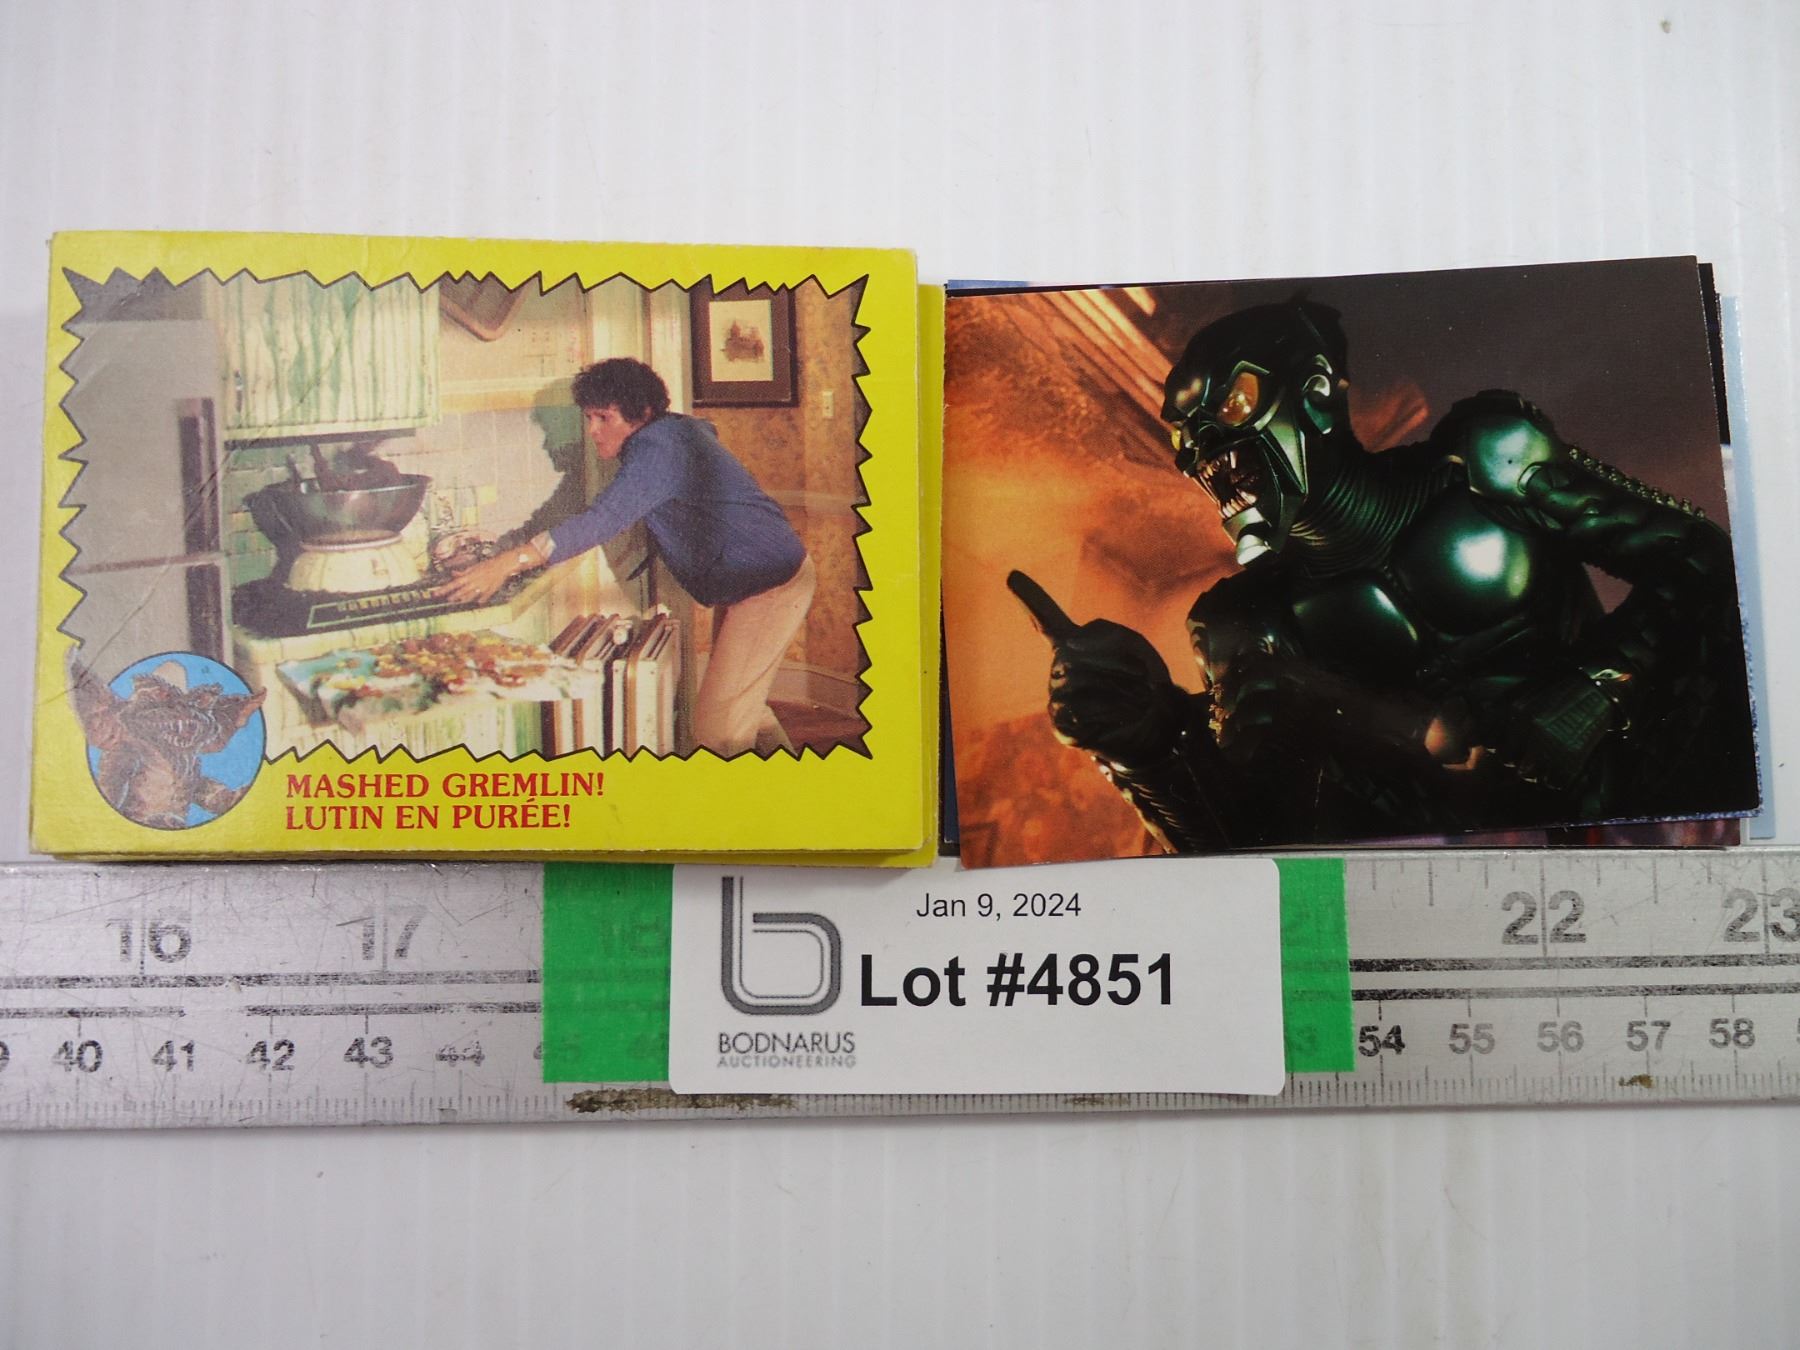 MASHED GREMLIN!
LUTIN EN PURÉE!
16 17 22 23
Jan 9, 2024
Lot #4851
BODNARUS
AUCTIONEERING
40 41 42 43 44 54 55 56 57 58